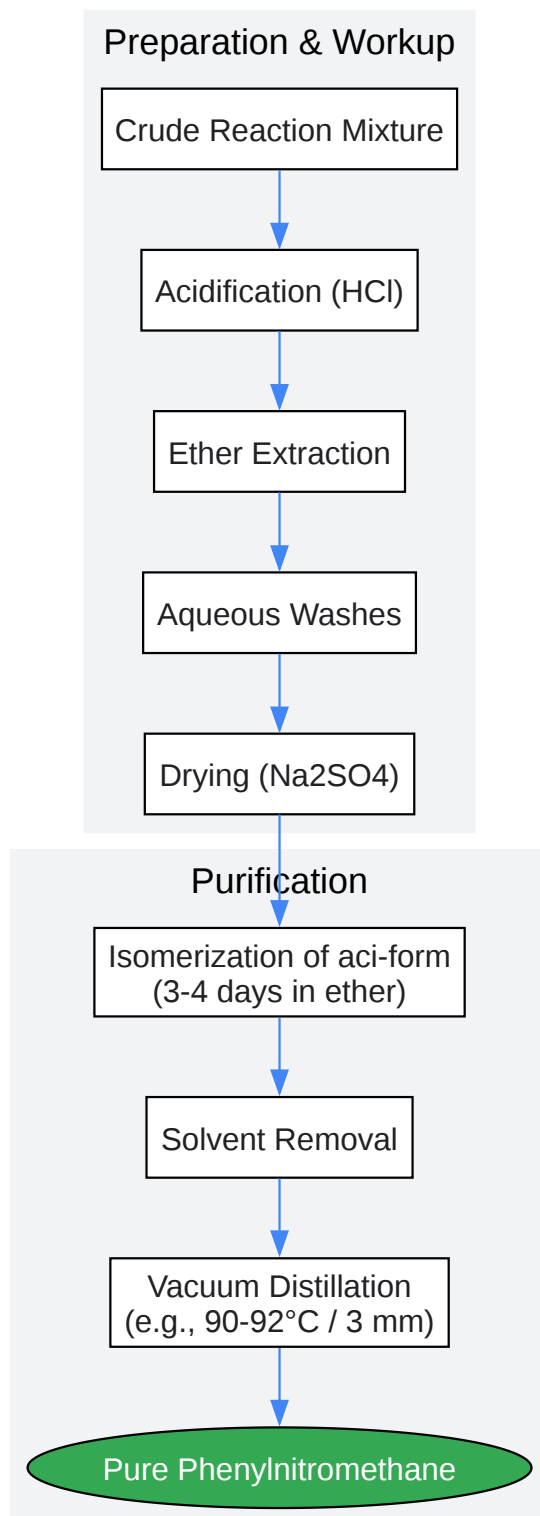 Preparation & Workup
Crude Reaction Mixture
Acidification (HCl)
Ether Extraction
Aqueous Washes
Drying (Na2SO4)
Purification
Isomerization of aci-form
(3-4 days in ether)
Solvent Removal
Vacuum Distillation
(e.g., 90-92°C / 3 mm)
Pure Phenylnitromethane